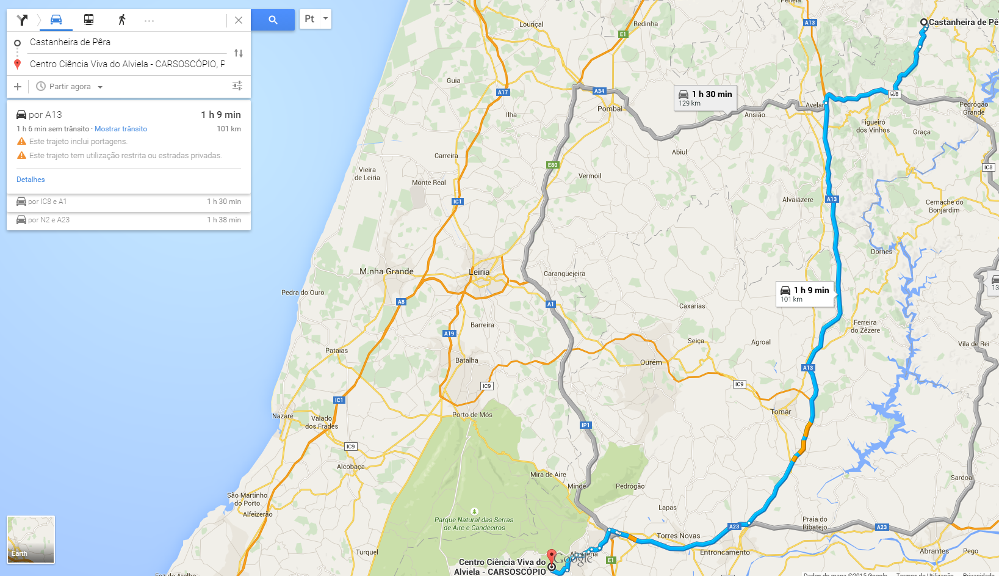 Pt
Castanheira de Pêra
Centro Ciência Viva do Alviela - CARSOSCÓPIO, F
Partir agora
por A13
1 h 9 min
1 h 6 min sem trânsito · Mostrar trânsito
101 km
Este trajeto inclui portagens.
Este trajeto tem utilização restrita ou estradas privadas.
Detalhes
por IC8 e A1
1 h 30 min
por N2 e A23
1 h 38 min
Earth
Louriçal
Redinha
E1
A13
Penela
Castanheira de Pê
Guia
A17
A34
1 h 30 min
129 km
Pombal
Ilha
Ansião
Avelar
Pedrógão
Grande
Figueiró
dos Vinhos
Graça
Abiul
Carreira
E80
IC8
Vieira
de Leiria
Vermoil
Monte Real
IC1
Alvaiázere
A13
Cernache do
Bonjardim
Dornes
M.nha Grande
Leiria
Caranguejeira
Pedra do Ouro
A8
A1
1 h 9 min
101 km
13
Caxarias
Barreira
Ferreira
do Zêzere
A19
Seiça
Agroal
Vila de Rei
Pataias
Batalha
Ourém
A13
IC9
IC9
IC1
Tomar
Porto de Mós
Nazaré
Valado
dos Frades
IP1
IC9
Alcobaça
Mira de Aire
Sardoal
Minde
Pedrógão
São Martinho
do Porto
Alfeizerão
Lapas
Parque Natural das Serras
de Aire e Candeeiros
Praia do
Ribatejo
A23
A23
Torres Novas
Entroncamento
Abrantes
Pego
Turquel
Google
E1
Centro Ciência Viva do
Alviela - CARSOSCÓPIO
Foz do Arelho
Dados do mapa ©2015 Google
Termos de Utilização
Privacidade